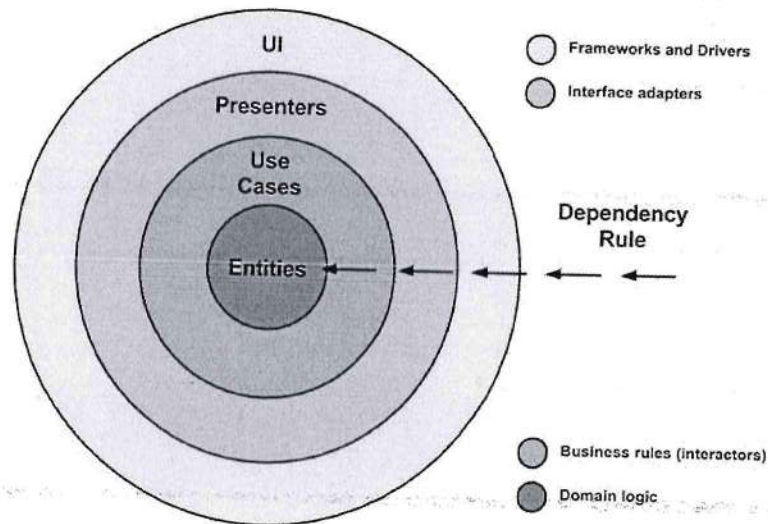 UI
Frameworks and Drivers
Interface adapters
Presenters
Use
Cases
Dependency
Rule
Entities
Business rules (interactors)
Domain logic